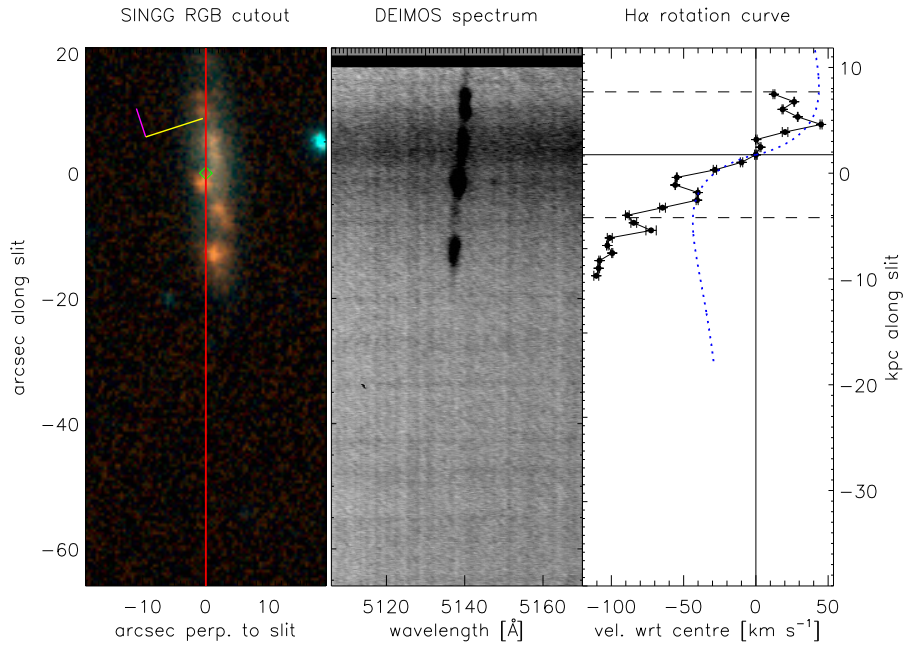 SINGG RGB cutout DEIMOS spectrum Hα rotation curve
20
0
−20
−40
−60
arcsec along slit
10
0
−10
−20
−30
kpc along slit
−10 0 10 5120 5140 5160 −100 −50 0 50
arcsec perp. to slit wavelength [Å] vel. wrt centre [km s⁻¹]